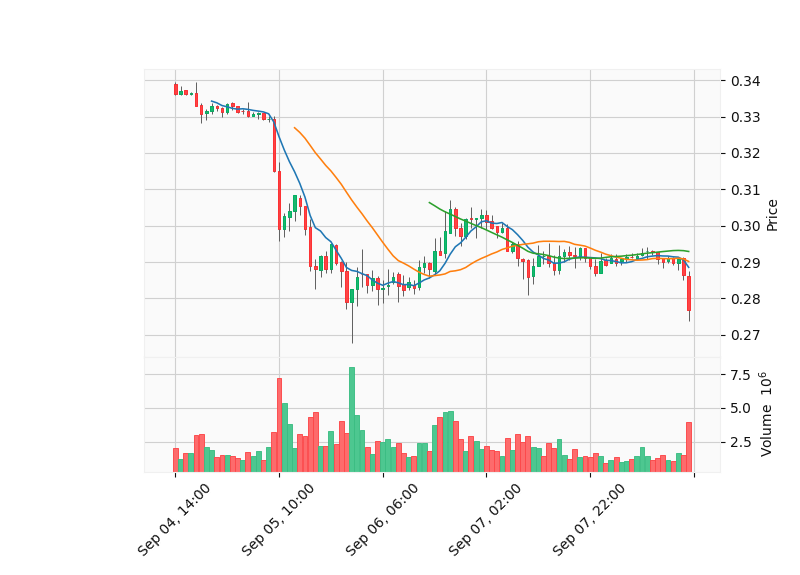 0.34
0.33
0.32
0.31
0.30
0.29
0.28
0.27
Price
7.5
5.0
2.5
Volume 10⁶
Sep 04, 14:00
Sep 05, 10:00
Sep 06, 06:00
Sep 07, 02:00
Sep 07, 22:00